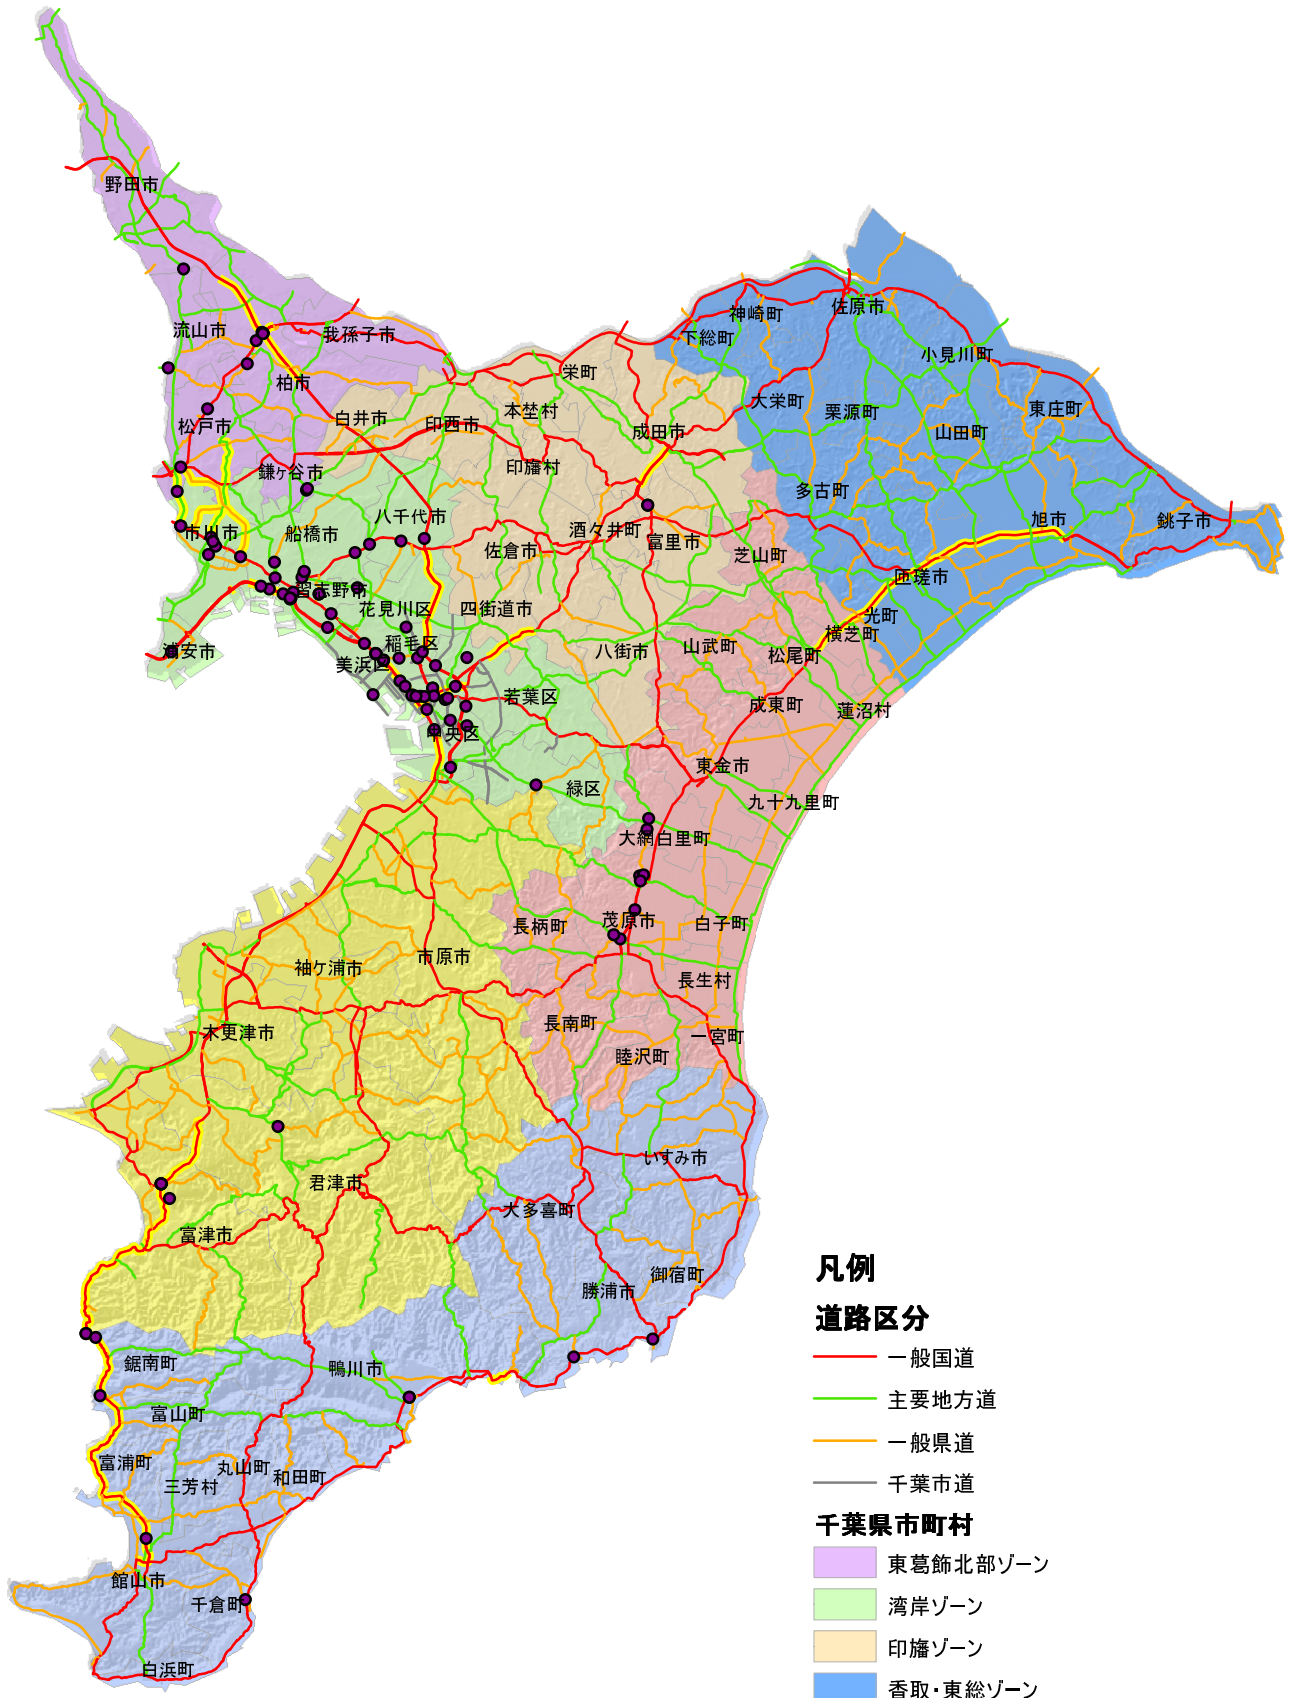 野田市
流山市
我孫子市
柏市
松戸市
白井市
印西市
本埜村
栄町
成田市
下総町
神崎町
佐原市
小見川町
大栄町
栗源町
山田町
東庄町
鎌ヶ谷市
印旛村
多古町
旭市
銚子市
市川市
船橋市
八千代市
佐倉市
酒々井町
富里市
芝山町
匝瑳市
習志野市
花見川区
四街道市
光町
横芝町
浦安市
美浜区
稲毛区
八街市
山武町
松尾町
若葉区
成東町
蓮沼村
中央区
東金市
緑区
九十九里町
大網白里町
長柄町
茂原市
白子町
市原市
袖ケ浦市
長生村
木更津市
長南町
睦沢町
一宮町
いすみ市
君津市
大多喜町
富津市
勝浦市
御宿町
鋸南町
鴨川市
富山町
富浦町
三芳村
丸山町
和田町
館山市
千倉町
白浜町
凡例
道路区分
一般国道
主要地方道
一般県道
千葉市道
千葉県市町村
東葛飾北部ゾーン
湾岸ゾーン
印旛ゾーン
香取・東総ゾーン